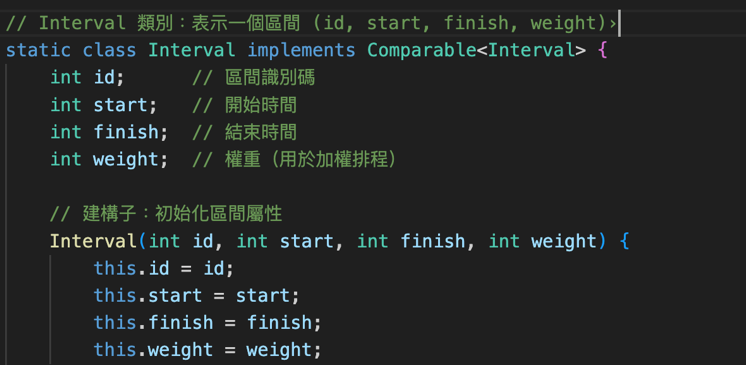 // Interval 類別：表示一個區間 (id, start, finish, weight)›
static class Interval implements Comparable<Interval> {
    int id;      // 區間識別碼
    int start;   // 開始時間
    int finish;  // 結束時間
    int weight;  // 權重（用於加權排程）
    // 建構子：初始化區間屬性
    Interval(int id, int start, int finish, int weight) {
        this.id = id;
        this.start = start;
        this.finish = finish;
        this.weight = weight;